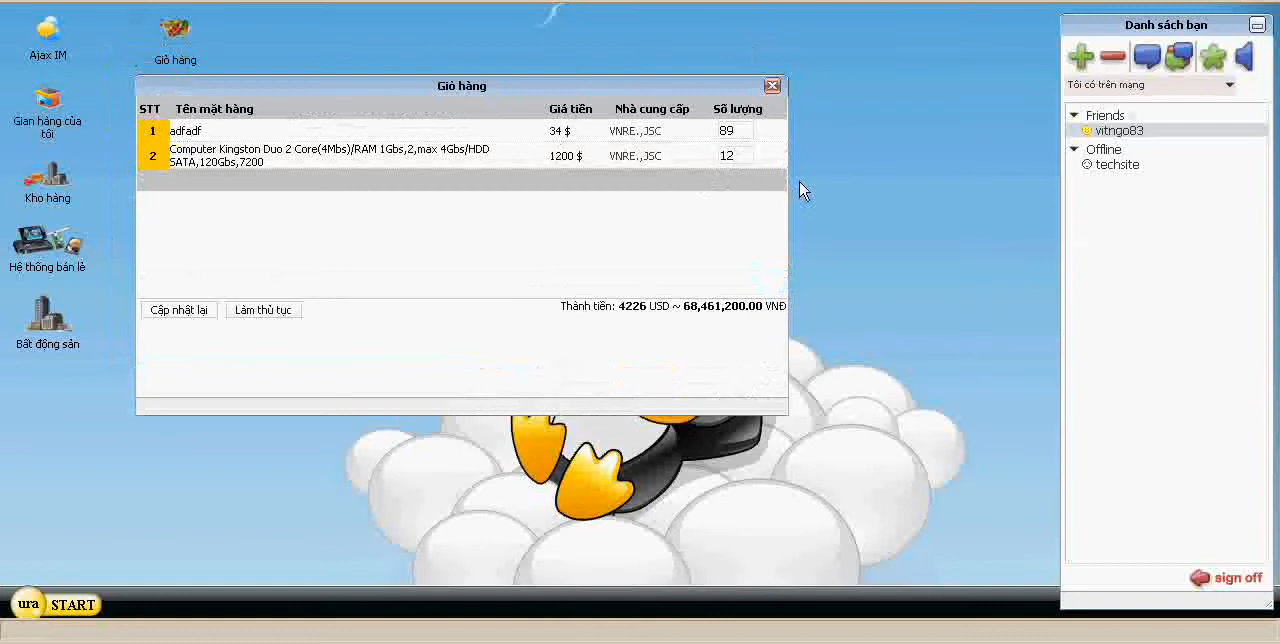 Ajax IM
Giỏ hàng
Gian hàng của
tôi
Kho hàng
Hệ thống bán lẻ
Bất động sản
Giỏ hàng
STT Tên mặt hàng Giá tiền Nhà cung cấp Số lượng
1 adfadf 34 $ VNRE.,JSC 89
2 Computer Kingston Duo 2 Core(4Mbs)/RAM 1Gbs,2,max 4Gbs/HDD
SATA,120Gbs,7200 1200 $ VNRE.,JSC 12
Thành tiền: 4226 USD ~ 68,461,200.00 VNĐ
Cập nhật lại Làm thủ tục
Danh sách bạn
Tôi có trên mạng
Friends
vitngo83
Offline
techsite
sign off
ura START